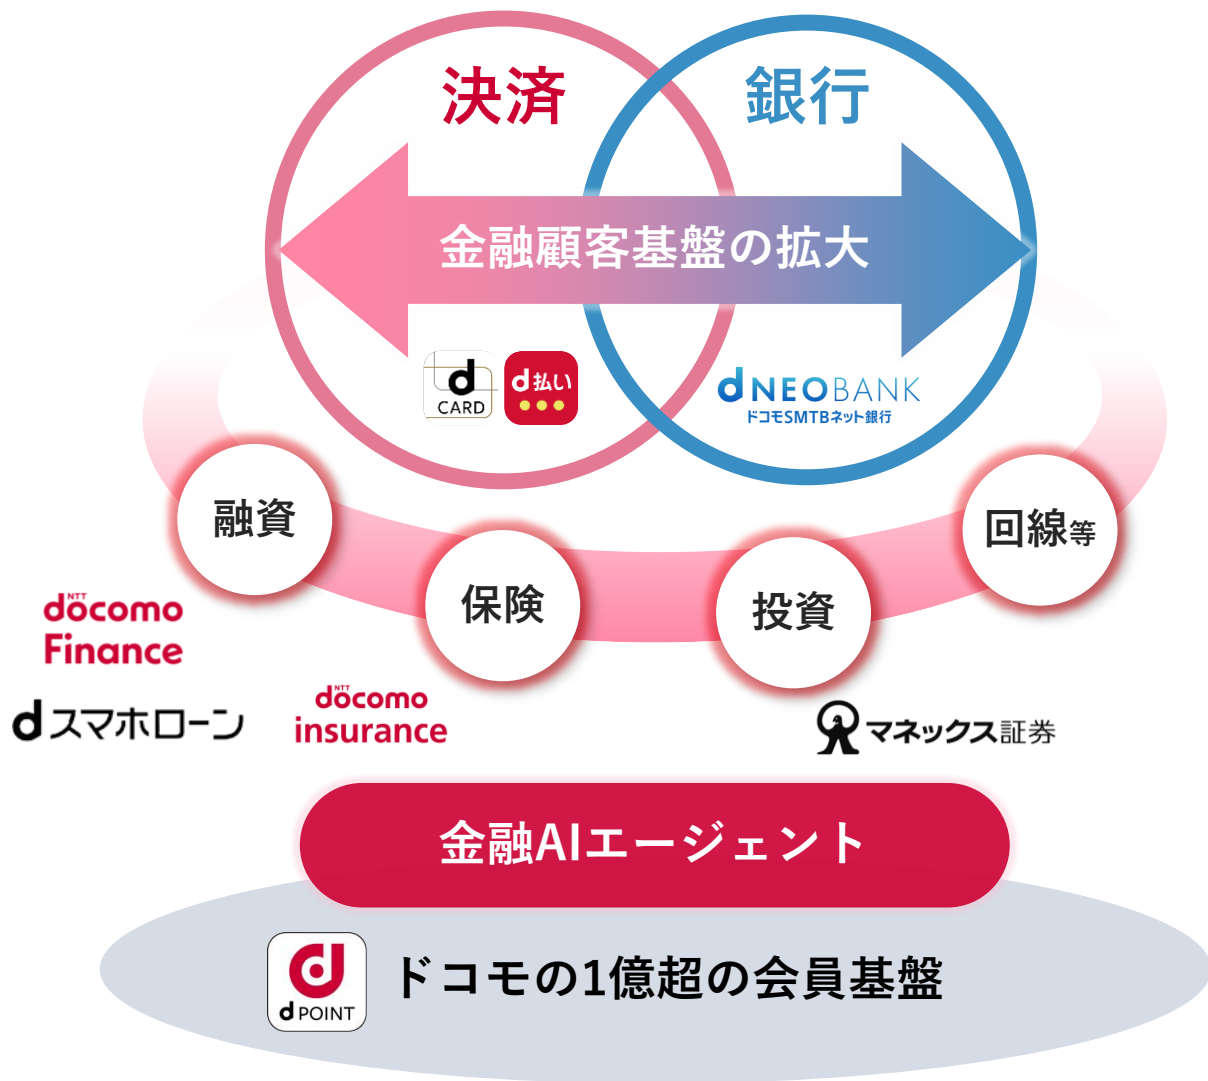 決済
銀行
金融顧客基盤の拡大
d
CARD
d払い
d NEOBANK
ドコモSMTBネット銀行
融資
保険
投資
回線等
NTT
docomo
Finance
dスマホローン
NTT
docomo
insurance
マネックス証券
金融AIエージェント
d POINT
ドコモの1億超の会員基盤